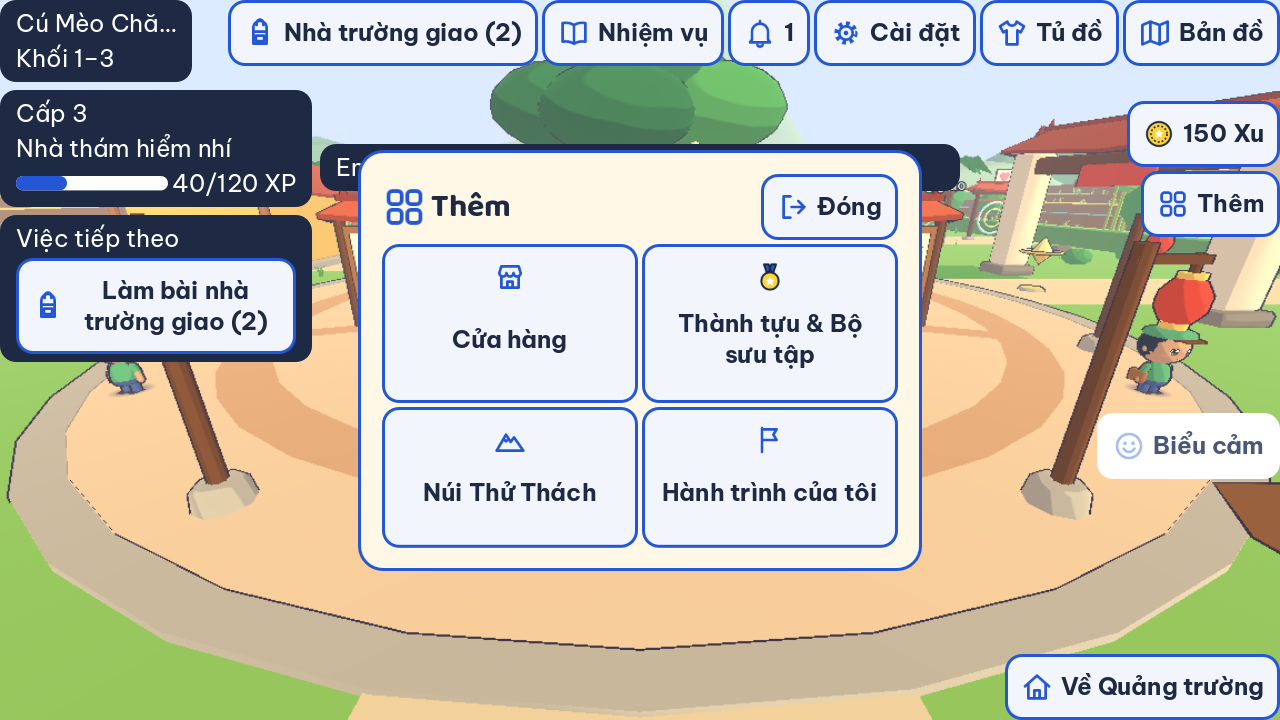 Cú Mèo Chă...
Khối 1–3
Nhà trường giao (2)
Nhiệm vụ
1
Cài đặt
Tủ đồ
Bản đồ
Cấp 3
Nhà thám hiểm nhí
40/120 XP
150 Xu
Thêm
Việc tiếp theo
Làm bài nhà
trường giao (2)
Thêm
Đóng
Cửa hàng
Thành tựu & Bộ
sưu tập
Núi Thử Thách
Hành trình của tôi
Biểu cảm
Về Quảng trường